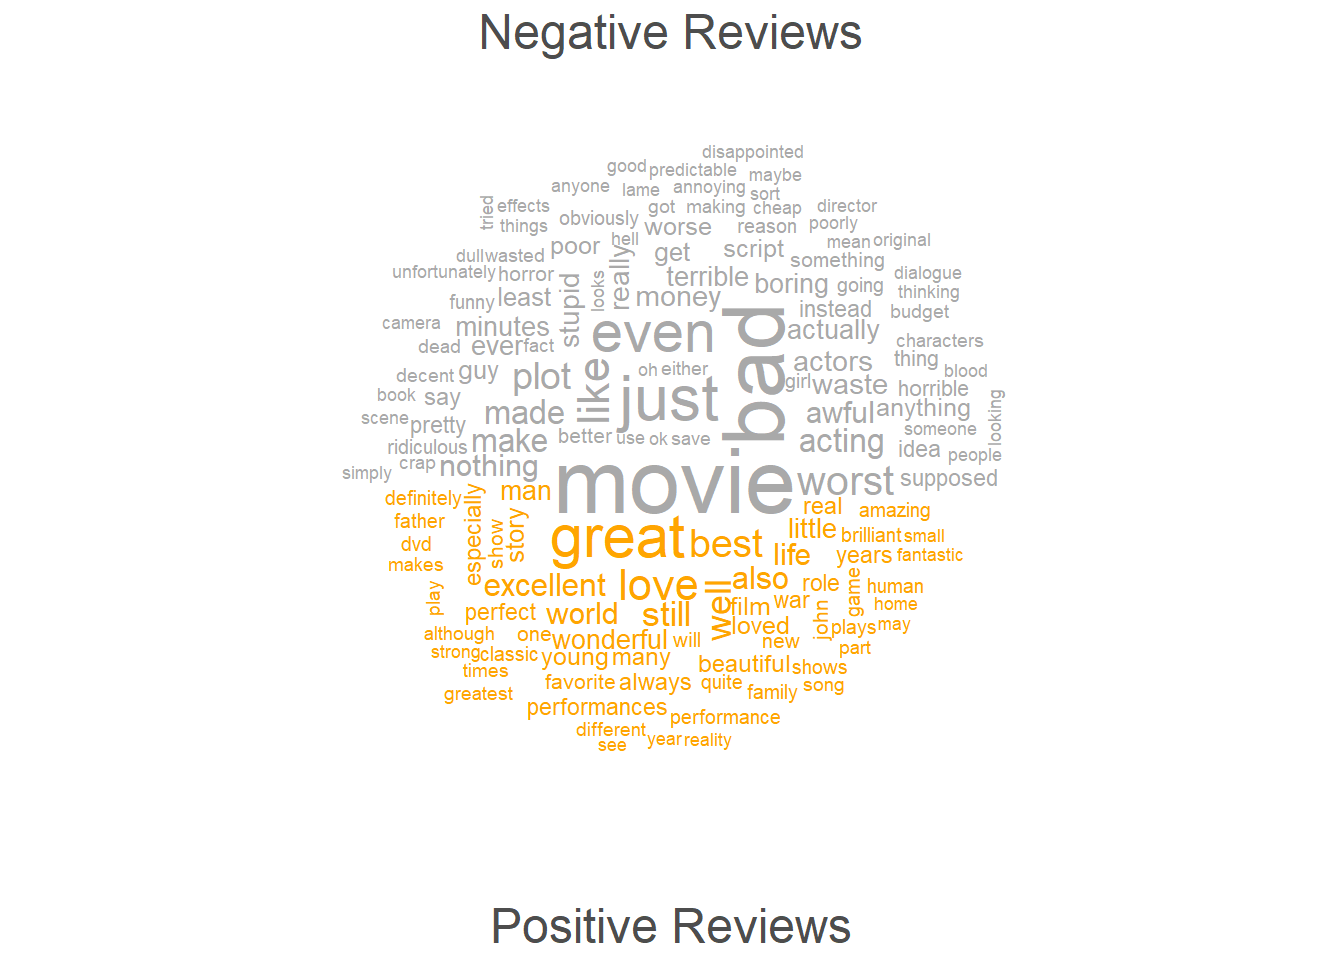 Negative Reviews
disappointed
good predictable maybe
anyone lame annoying sort
tried effects got making cheap director
things obviously worse reason poorly
poor hell get script mean original
dull wasted really terrible something
unfortunately horror looks boring going dialogue
funny least stupid money instead thinking
camera minutes even bad actually budget
dead ever fact characters
decent guy plot like oh either actors thing blood
book say just girl waste horrible
scene pretty made awful anything looking
ridiculous make better use ok save acting idea someone
simply crap nothing movie worst supposed people
definitely especially man real amazing
father show story great best little brilliant small
dvd life years fantastic
makes excellent love well also role game human
play perfect world still film war john home
although one wonderful will loved new plays may
strong classic young many beautiful shows part
times favorite always quite family song
greatest performances performance
different year reality
see
Positive Reviews